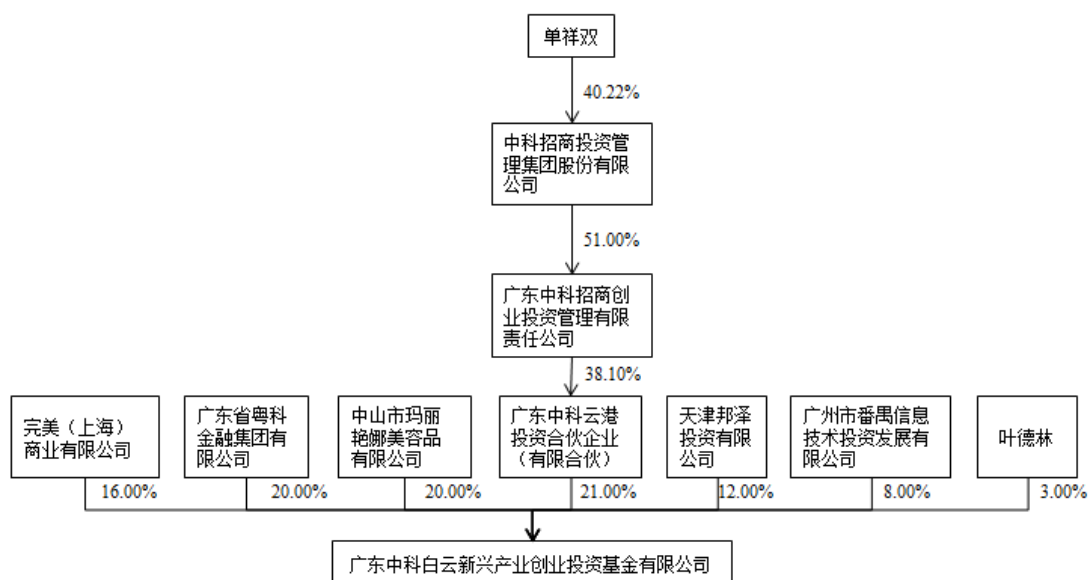 单祥双
40.22%
中科招商投资管
理集团股份有限
公司
51.00%
广东中科招商创
业投资管理有限
责任公司
38.10%
完美（上海）
商业有限公司
广东省粤科
金融集团有
限公司
中山市玛丽
艳娜美容品
有限公司
广东中科云港
投资合伙企业
（有限合伙）
天津邦泽
投资有限
公司
广州市番禺信息
技术投资发展有
限公司
叶德林
16.00%
20.00%
20.00%
21.00%
12.00%
8.00%
3.00%
广东中科白云新兴产业创业投资基金有限公司